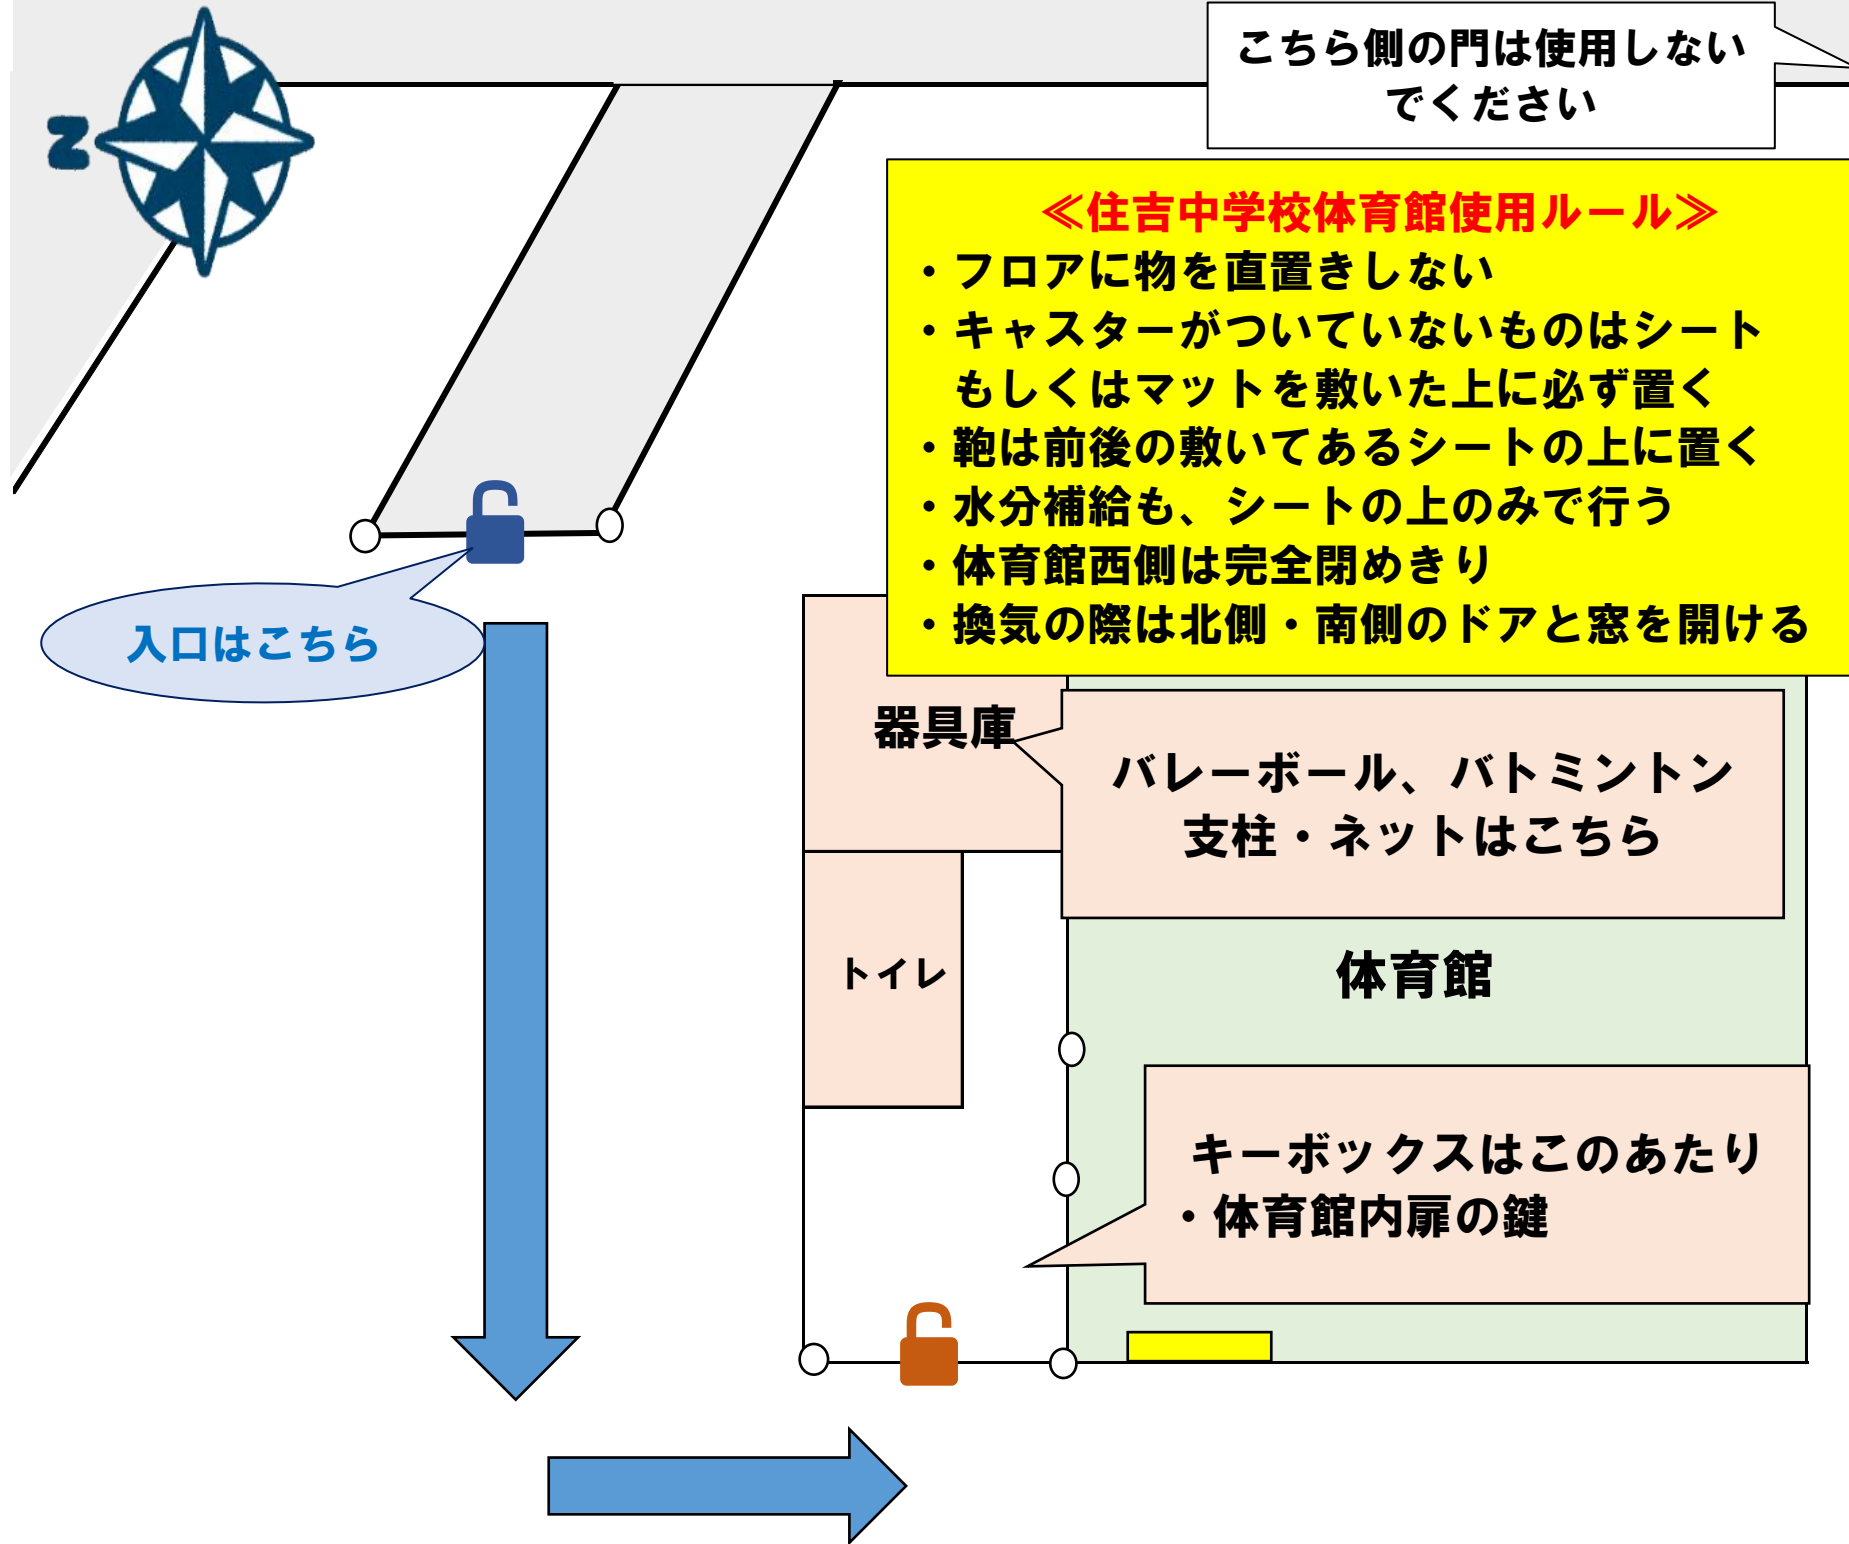 こちら側の門は使用しない
でください
Z
≪住吉中学校体育館使用ルール≫
・フロアに物を直置きしない
・キャスターがついていないものはシート
もしくはマットを敷いた上に必ず置く
・鞄は前後の敷いてあるシートの上に置く
・水分補給も、シートの上のみで行う
・体育館西側は完全閉めきり
・換気の際は北側・南側のドアと窓を開ける
入口はこちら
器具庫
バレーボール、バトミントン
支柱・ネットはこちら
トイレ
体育館
キーボックスはこのあたり
・体育館内扉の鍵